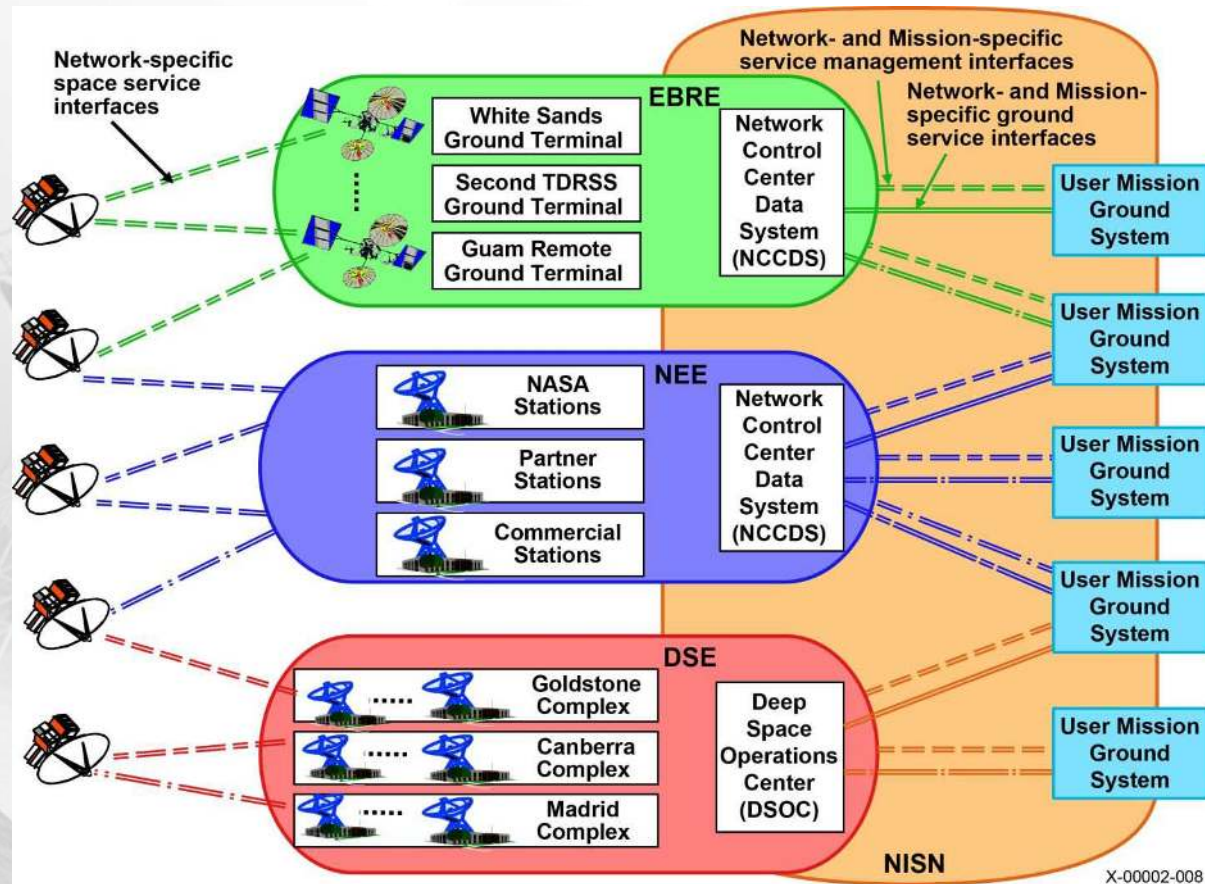 Network-specific
space service
interfaces
Network- and Mission-specific
service management interfaces
Network- and Mission-
specific ground
service interfaces
EBRE
White Sands
Ground Terminal
Second TDRSS
Ground Terminal
Guam Remote
Ground Terminal
Network
Control
Center
Data
System
(NCCDS)
User Mission
Ground
System
User Mission
Ground
System
NEE
NASA
Stations
Partner
Stations
Commercial
Stations
Network
Control
Center
Data
System
(NCCDS)
User Mission
Ground
System
User Mission
Ground
System
DSE
Goldstone
Complex
Canberra
Complex
Madrid
Complex
Deep
Space
Operations
Center
(DSOC)
User Mission
Ground
System
NISN
X-00002-008